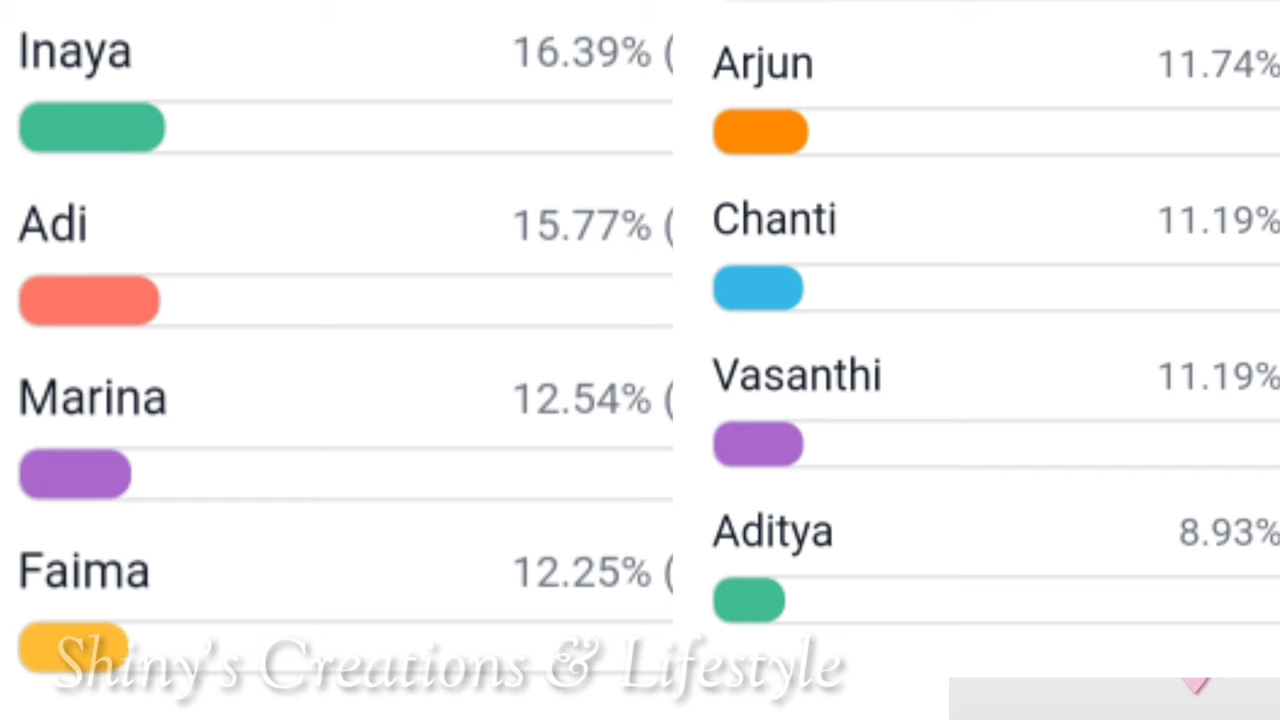 Inaya 16.39% (
Adi 15.77% (
Marina 12.54% (
Faima 12.25% (
Arjun 11.74%
Chanti 11.19%
Vasanthi 11.19%
Aditya 8.93%
Shiny's Creations & Lifestyle